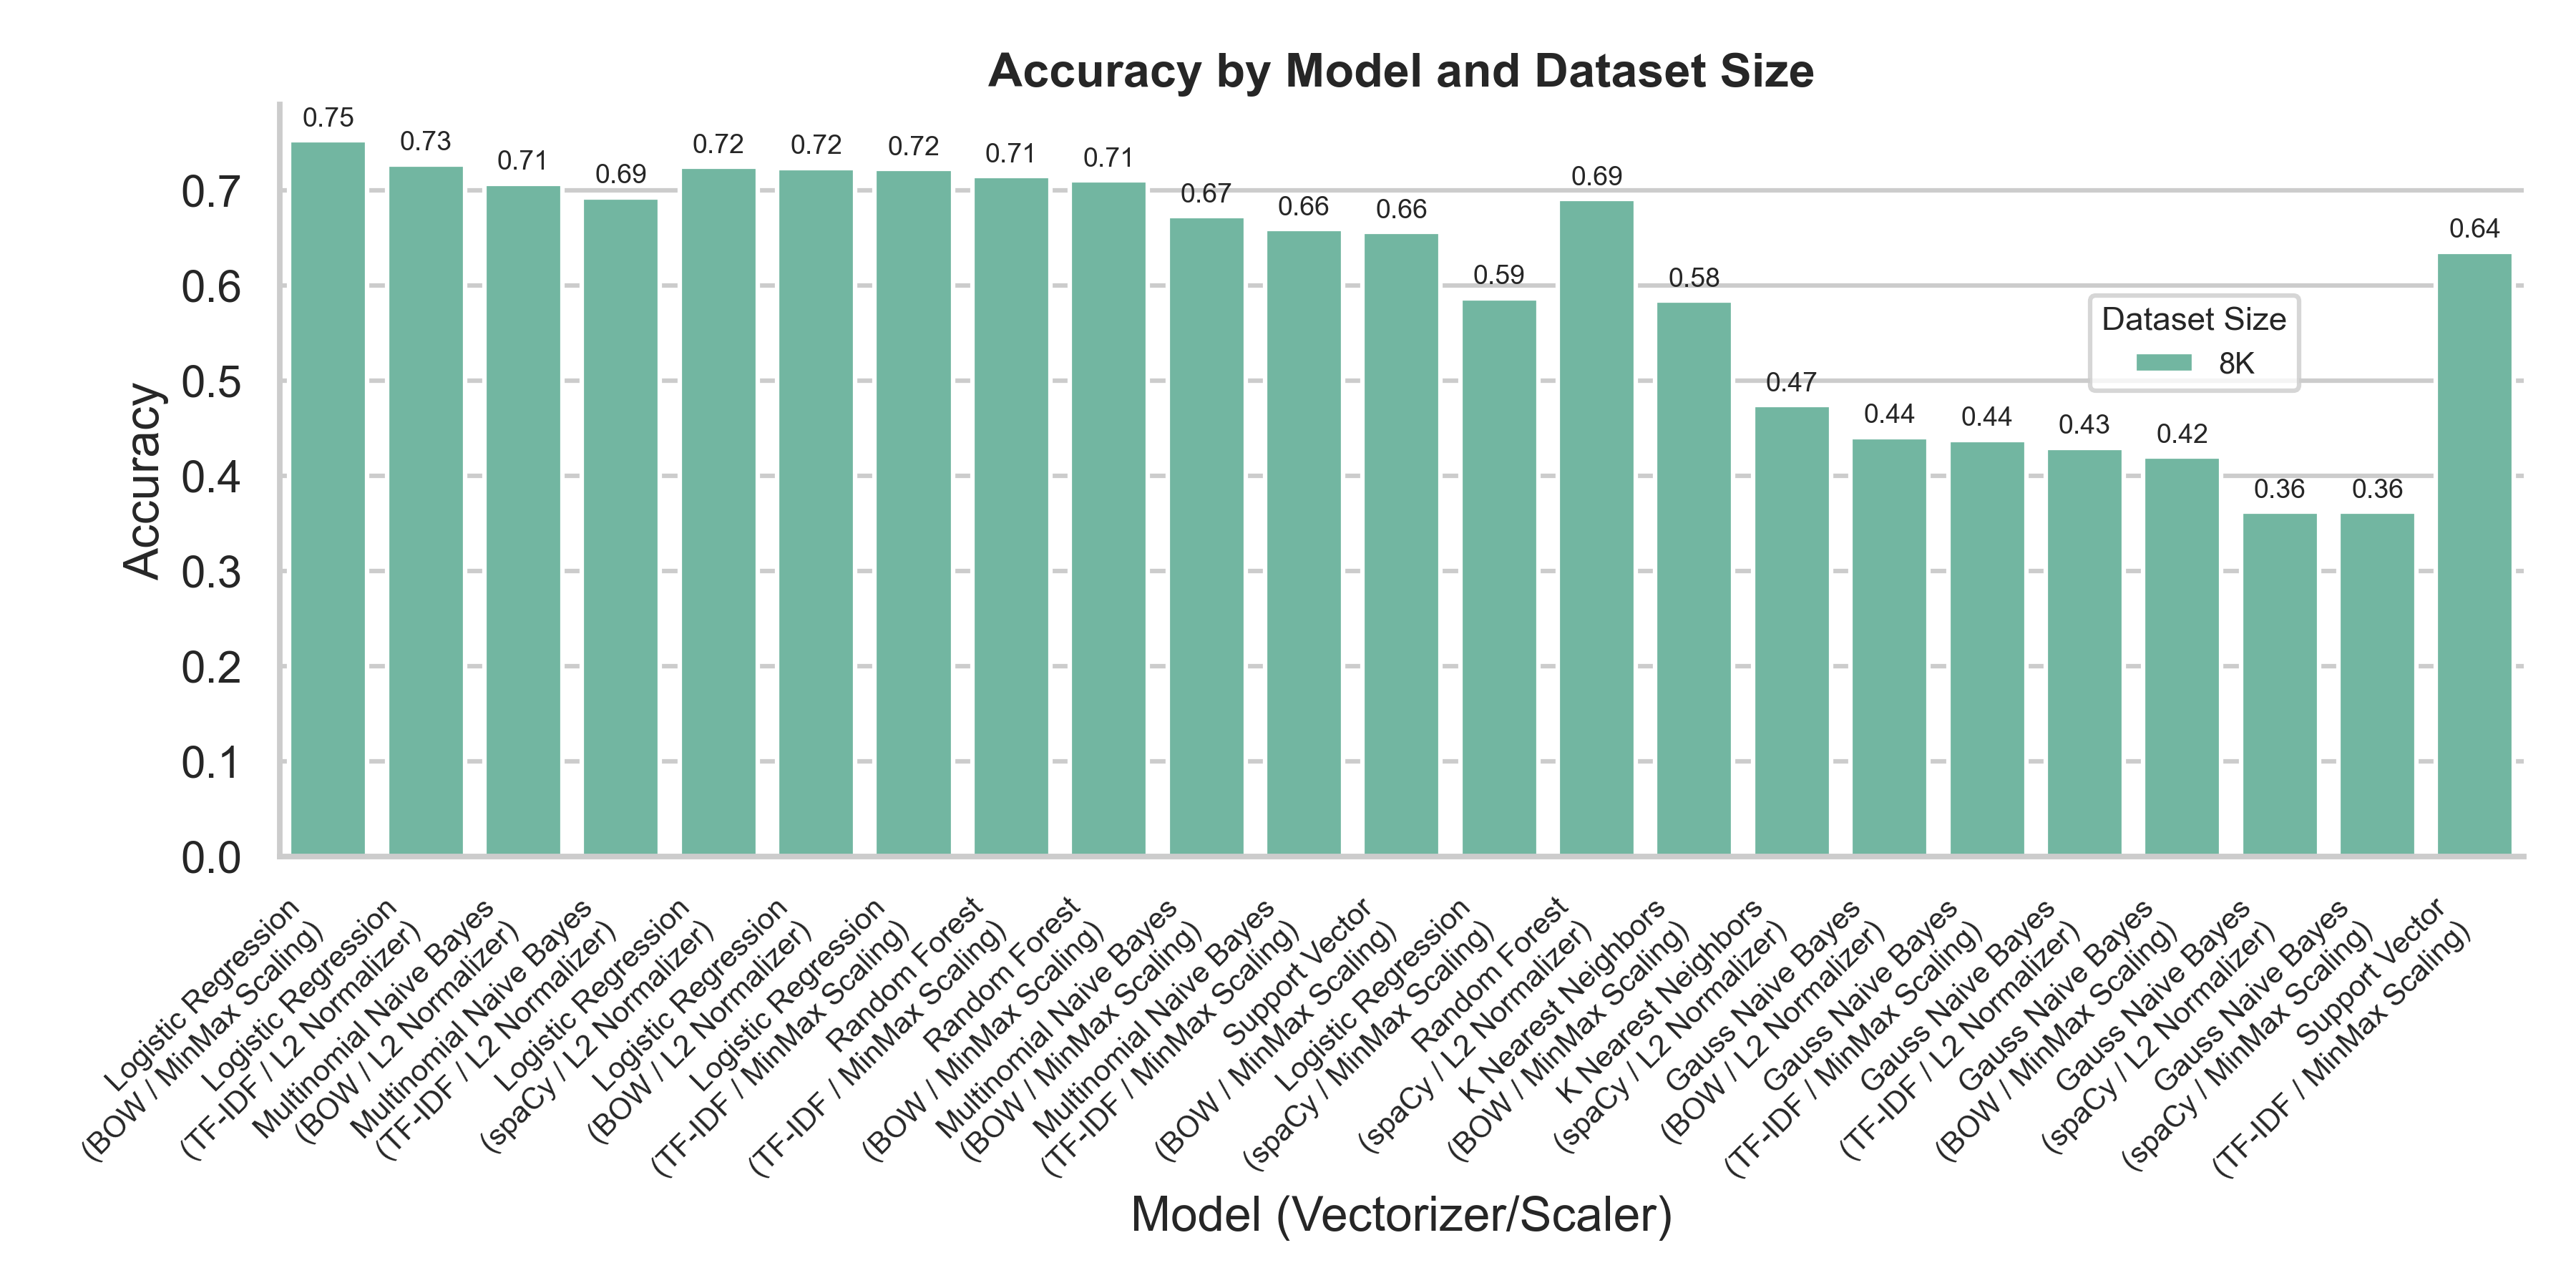 Accuracy by Model and Dataset Size
0.75
0.73
0.71
0.69
0.72
0.72
0.72
0.71
0.71
0.67
0.66
0.66
0.59
0.69
0.58
0.47
0.44
0.44
0.43
0.42
0.36
0.36
0.64
Accuracy
0.7
0.6
0.5
0.4
0.3
0.2
0.1
0.0
Dataset Size
8K
Logistic Regression
(BOW / MinMax Scaling)
Logistic Regression
(TF-IDF / L2 Normalizer)
Multinomial Naive Bayes
(BOW / L2 Normalizer)
Multinomial Naive Bayes
(TF-IDF / L2 Normalizer)
Logistic Regression
(spaCy / L2 Normalizer)
Logistic Regression
(BOW / L2 Normalizer)
Logistic Regression
(TF-IDF / MinMax Scaling)
Random Forest
(TF-IDF / MinMax Scaling)
Random Forest
(BOW / MinMax Scaling)
Multinomial Naive Bayes
(BOW / MinMax Scaling)
Multinomial Naive Bayes
(TF-IDF / MinMax Scaling)
Support Vector
(BOW / MinMax Scaling)
Logistic Regression
(spaCy / MinMax Scaling)
Random Forest
(spaCy / L2 Normalizer)
K Nearest Neighbors
(BOW / MinMax Scaling)
K Nearest Neighbors
(spaCy / L2 Normalizer)
Gauss Naive Bayes
(BOW / L2 Normalizer)
Gauss Naive Bayes
(TF-IDF / MinMax Scaling)
Gauss Naive Bayes
(TF-IDF / L2 Normalizer)
Gauss Naive Bayes
(BOW / MinMax Scaling)
Gauss Naive Bayes
(spaCy / L2 Normalizer)
Gauss Naive Bayes
(spaCy / MinMax Scaling)
Support Vector
(TF-IDF / MinMax Scaling)
Model (Vectorizer/Scaler)